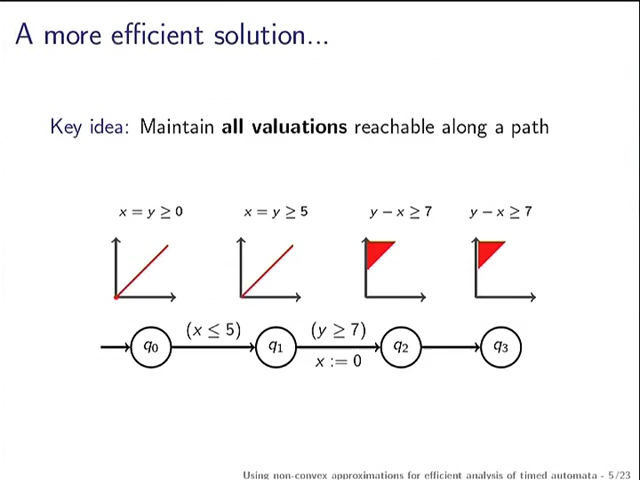 A more efficient solution...
Key idea: Maintain all valuations reachable along a path
x = y ≥ 0
x = y ≥ 5
y − x ≥ 7
y − x ≥ 7
(x ≤ 5)
(y ≥ 7)
q0
q1
q2
q3
x := 0
Using non-convex approximations for efficient analysis of timed automata - 5/23